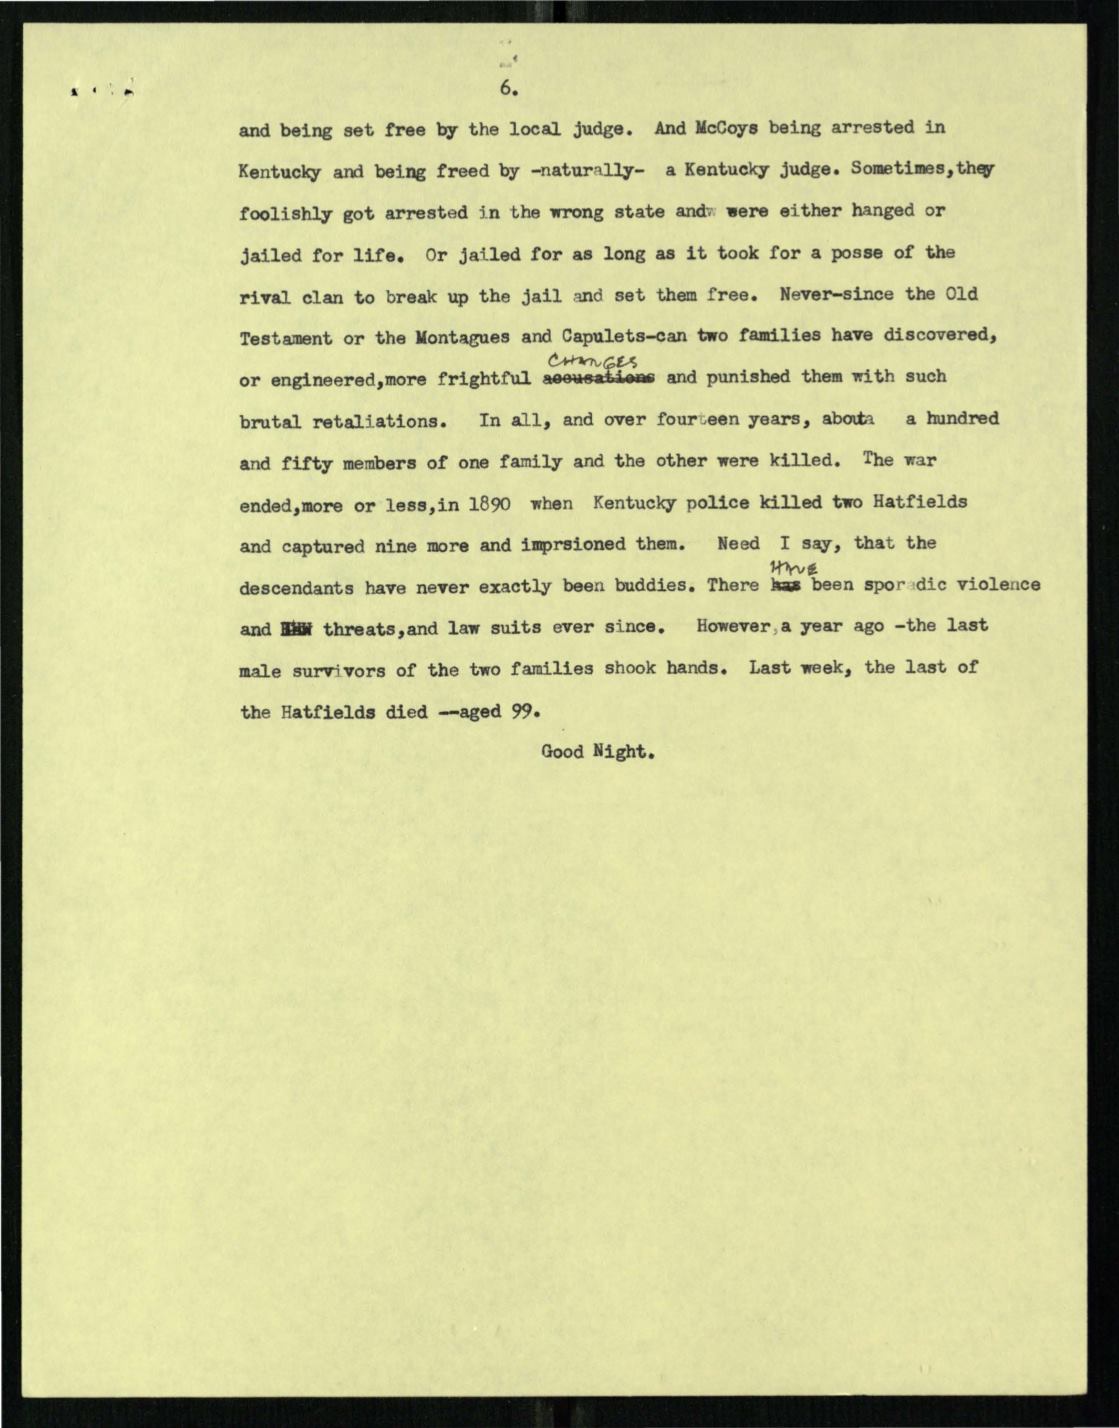 6.
and being set free by the local judge. And McCoys being arrested in
Kentucky and being freed by -naturally- a Kentucky judge. Sometimes,they
foolishly got arrested in the wrong state andw were either hanged or
jailed for life. Or jailed for as long as it took for a posse of the
rival clan to break up the jail and set them free. Never-since the Old
Testament or the Montagues and Capulets-can two families have discovered,
CHANGES
or engineered,more frightful accusations and punished them with such
brutal retaliations. In all, and over fourteen years, abouta a hundred
and fifty members of one family and the other were killed. The war
ended,more or less,in 1890 when Kentucky police killed two Hatfields
and captured nine more and imprsioned them. Need I say, that the
HAVE
descendants have never exactly been buddies. There has been sporadic violence
and threats,and law suits ever since. However,a year ago -the last
male survivors of the two families shook hands. Last week, the last of
the Hatfields died --aged 99.
Good Night.